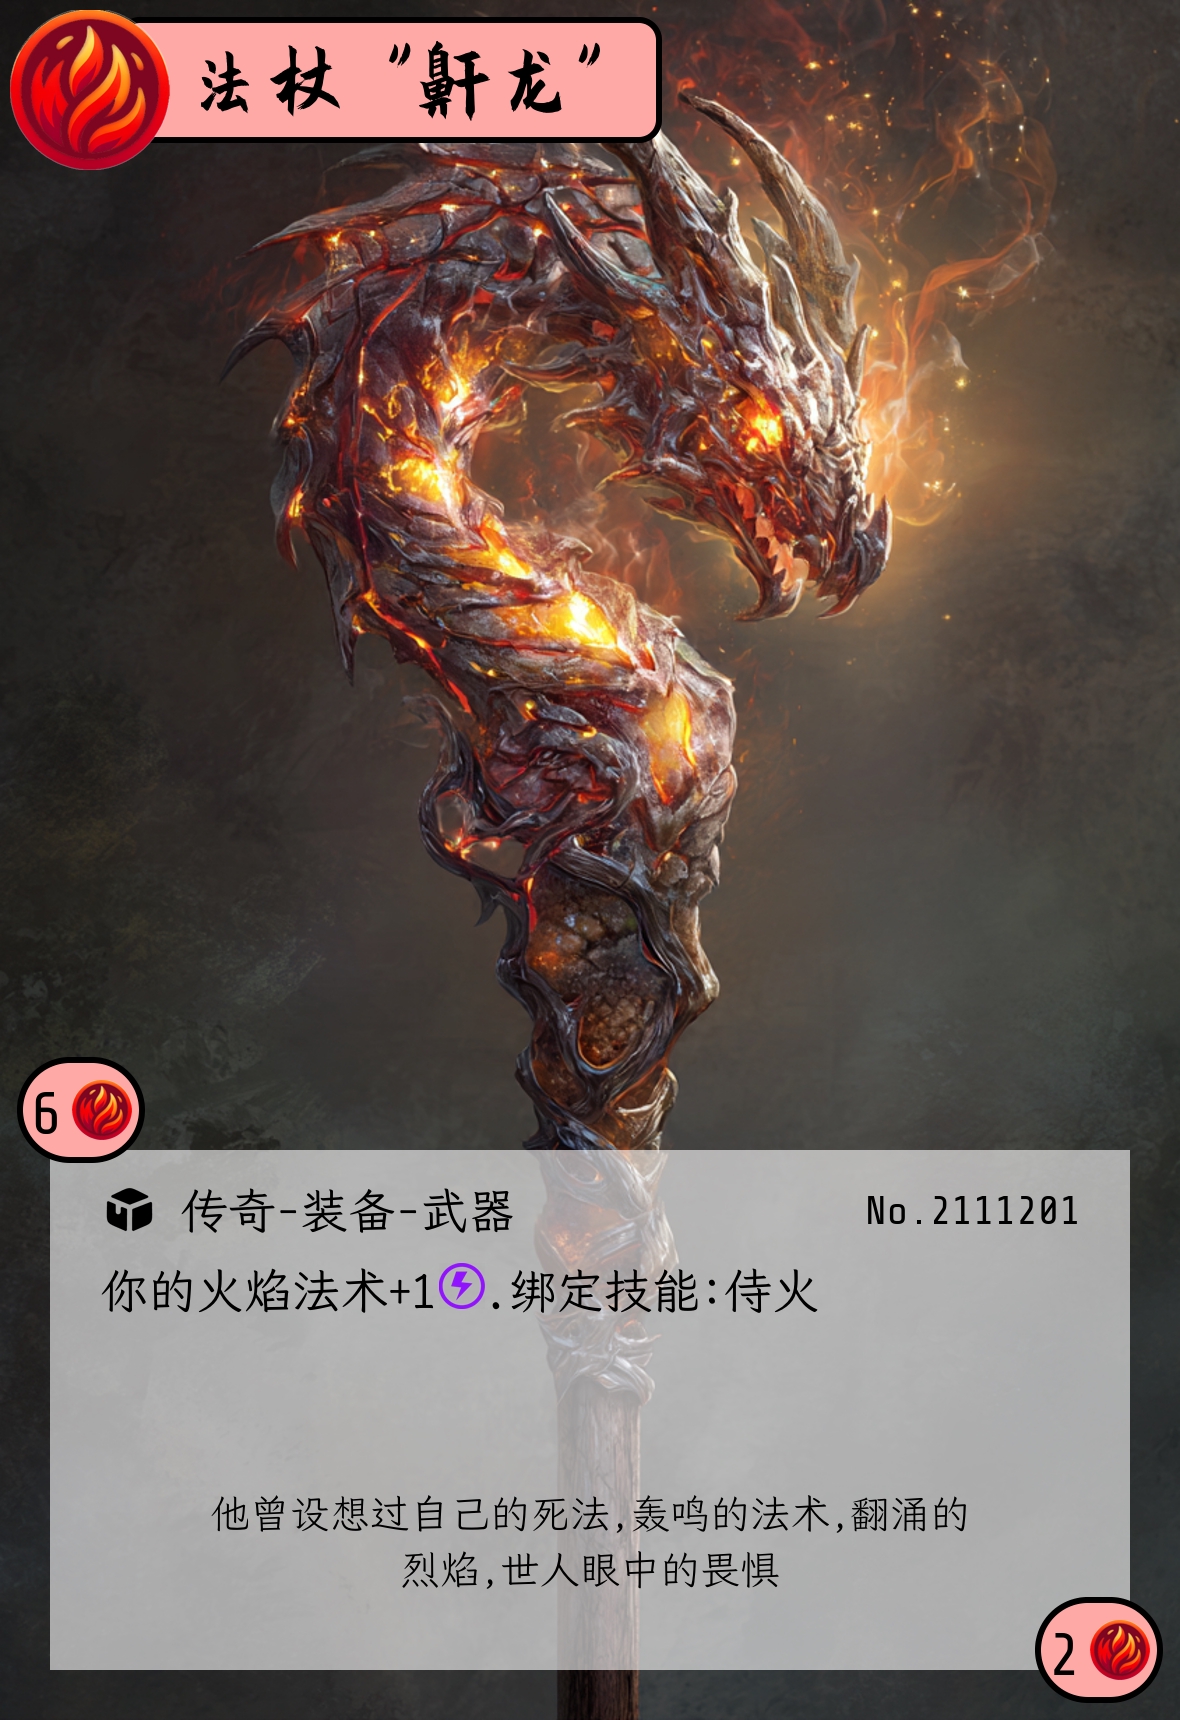 法杖 "鼾龙"
6
传奇-装备-武器
No.2111201
你的火焰法术+1.绑定技能:侍火
他曾设想过自己的死法,轰鸣的法术,翻涌的
烈焰,世人眼中的畏惧
2